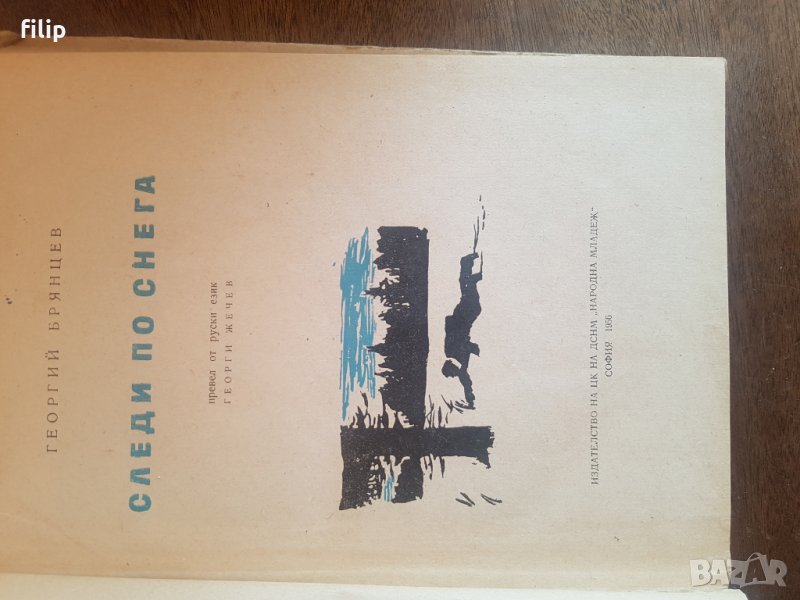 filip
ГЕОРГИЙ БРЯНЦЕВ
СЛЕДИ ПО СНЕГА
превел от руски език
ГЕОРГИ ЖЕЧЕВ
ИЗДАТЕЛСТВО НА ЦК НА ДСНМ „НАРОДНА МЛАДЕЖ“
СОФИЯ 1956
BAZAR